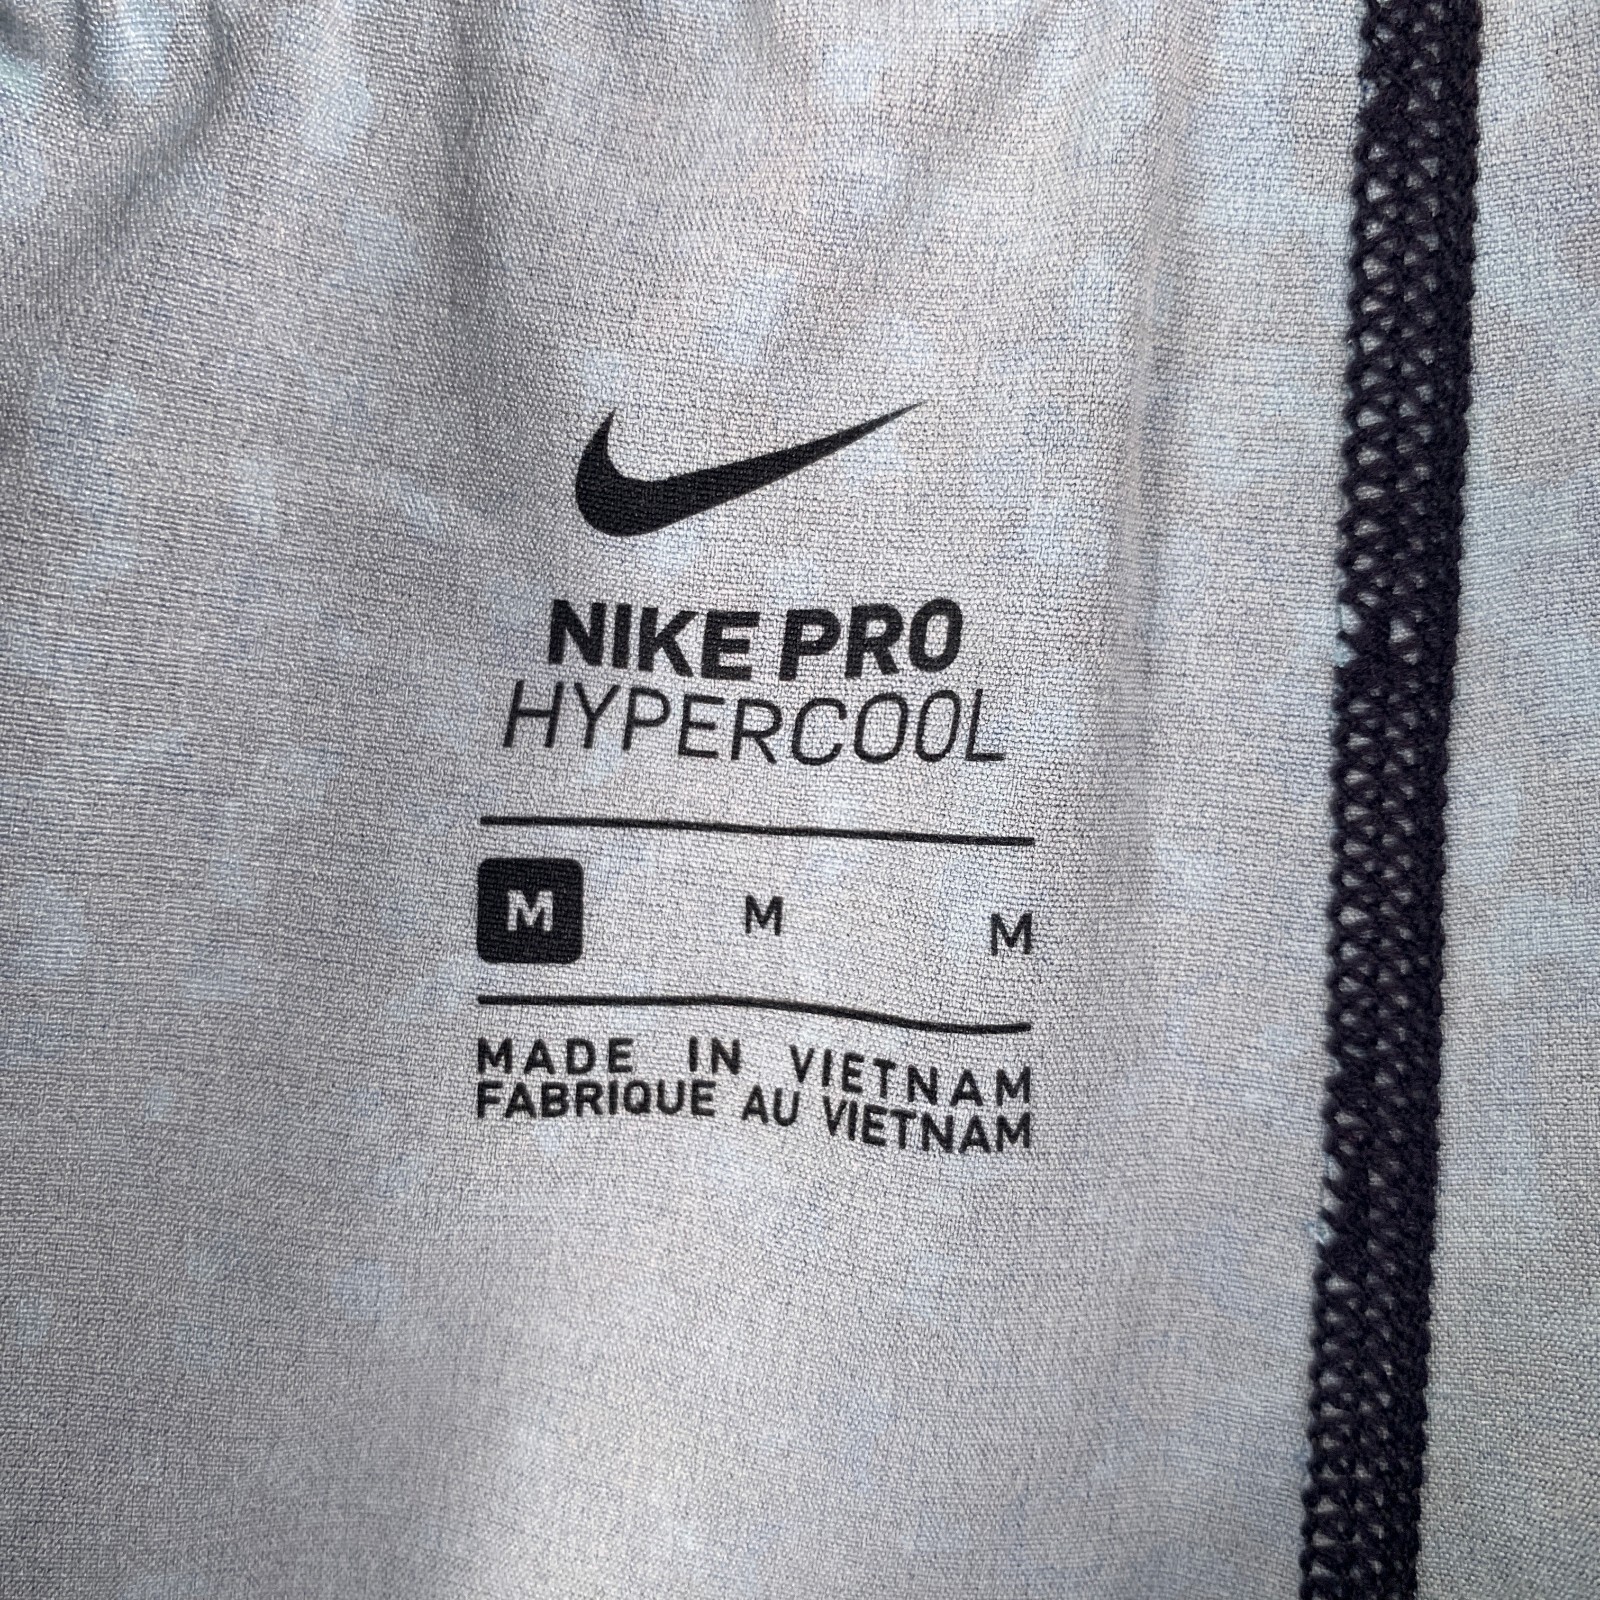 NIKE PRO
HYPERCOOL
M M M
MADE IN VIETNAM
FABRIQUE AU VIETNAM